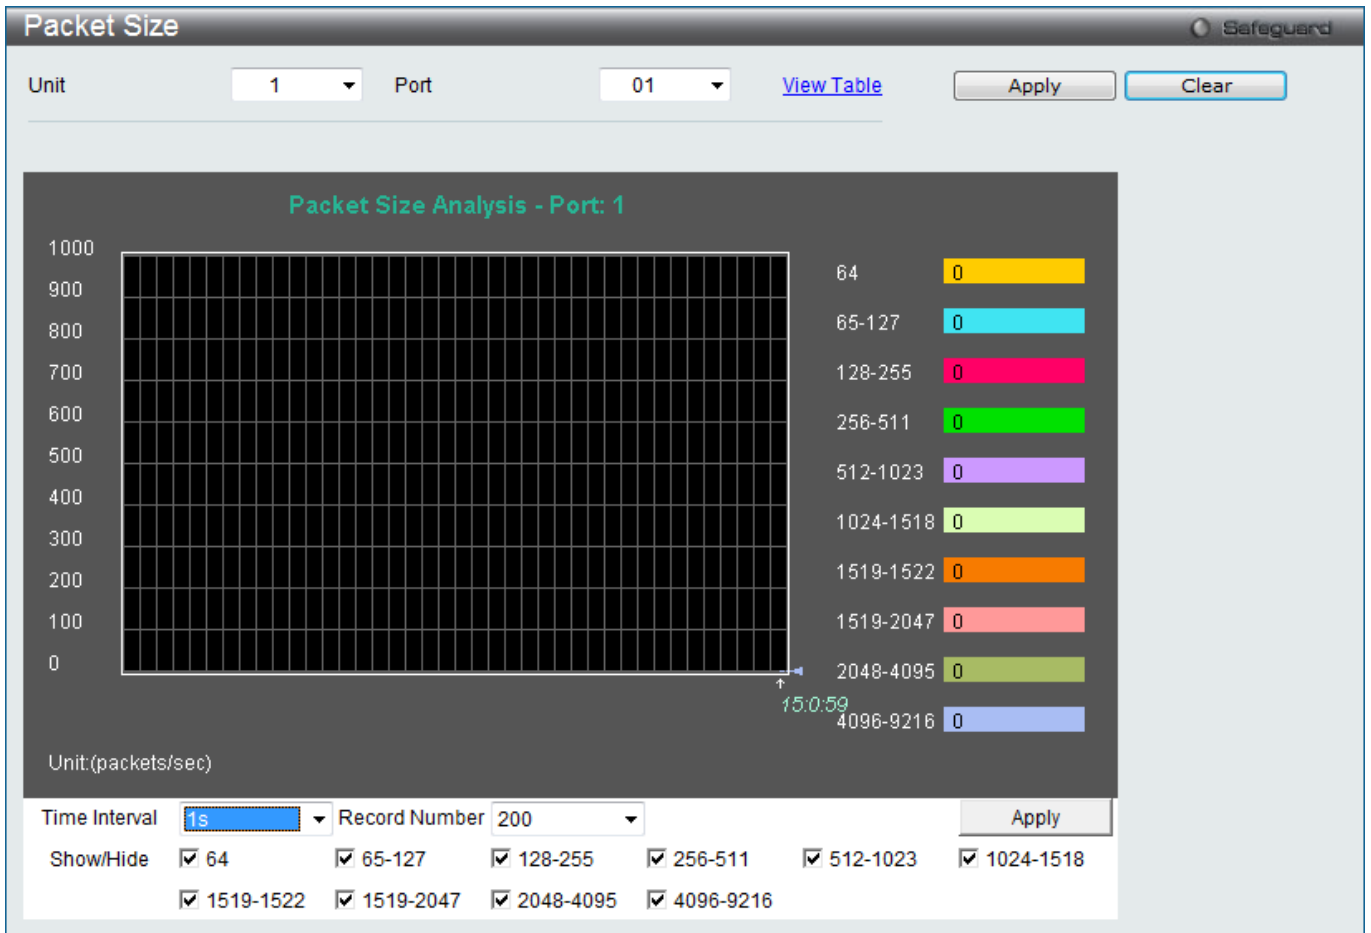 Packet Size
Safeguard
Unit 1 Port 01 View Table Apply Clear
Packet Size Analysis - Port: 1
1000
900
800
700
600
500
400
300
200
100
0
64 0
65-127 0
128-255 0
256-511 0
512-1023 0
1024-1518 0
1519-1522 0
1519-2047 0
2048-4095 0
15:0:59
4096-9216 0
Unit:(packets/sec)
Time Interval 1s Record Number 200 Apply
Show/Hide 64 65-127 128-255 256-511 512-1023 1024-1518
1519-1522 1519-2047 2048-4095 4096-9216